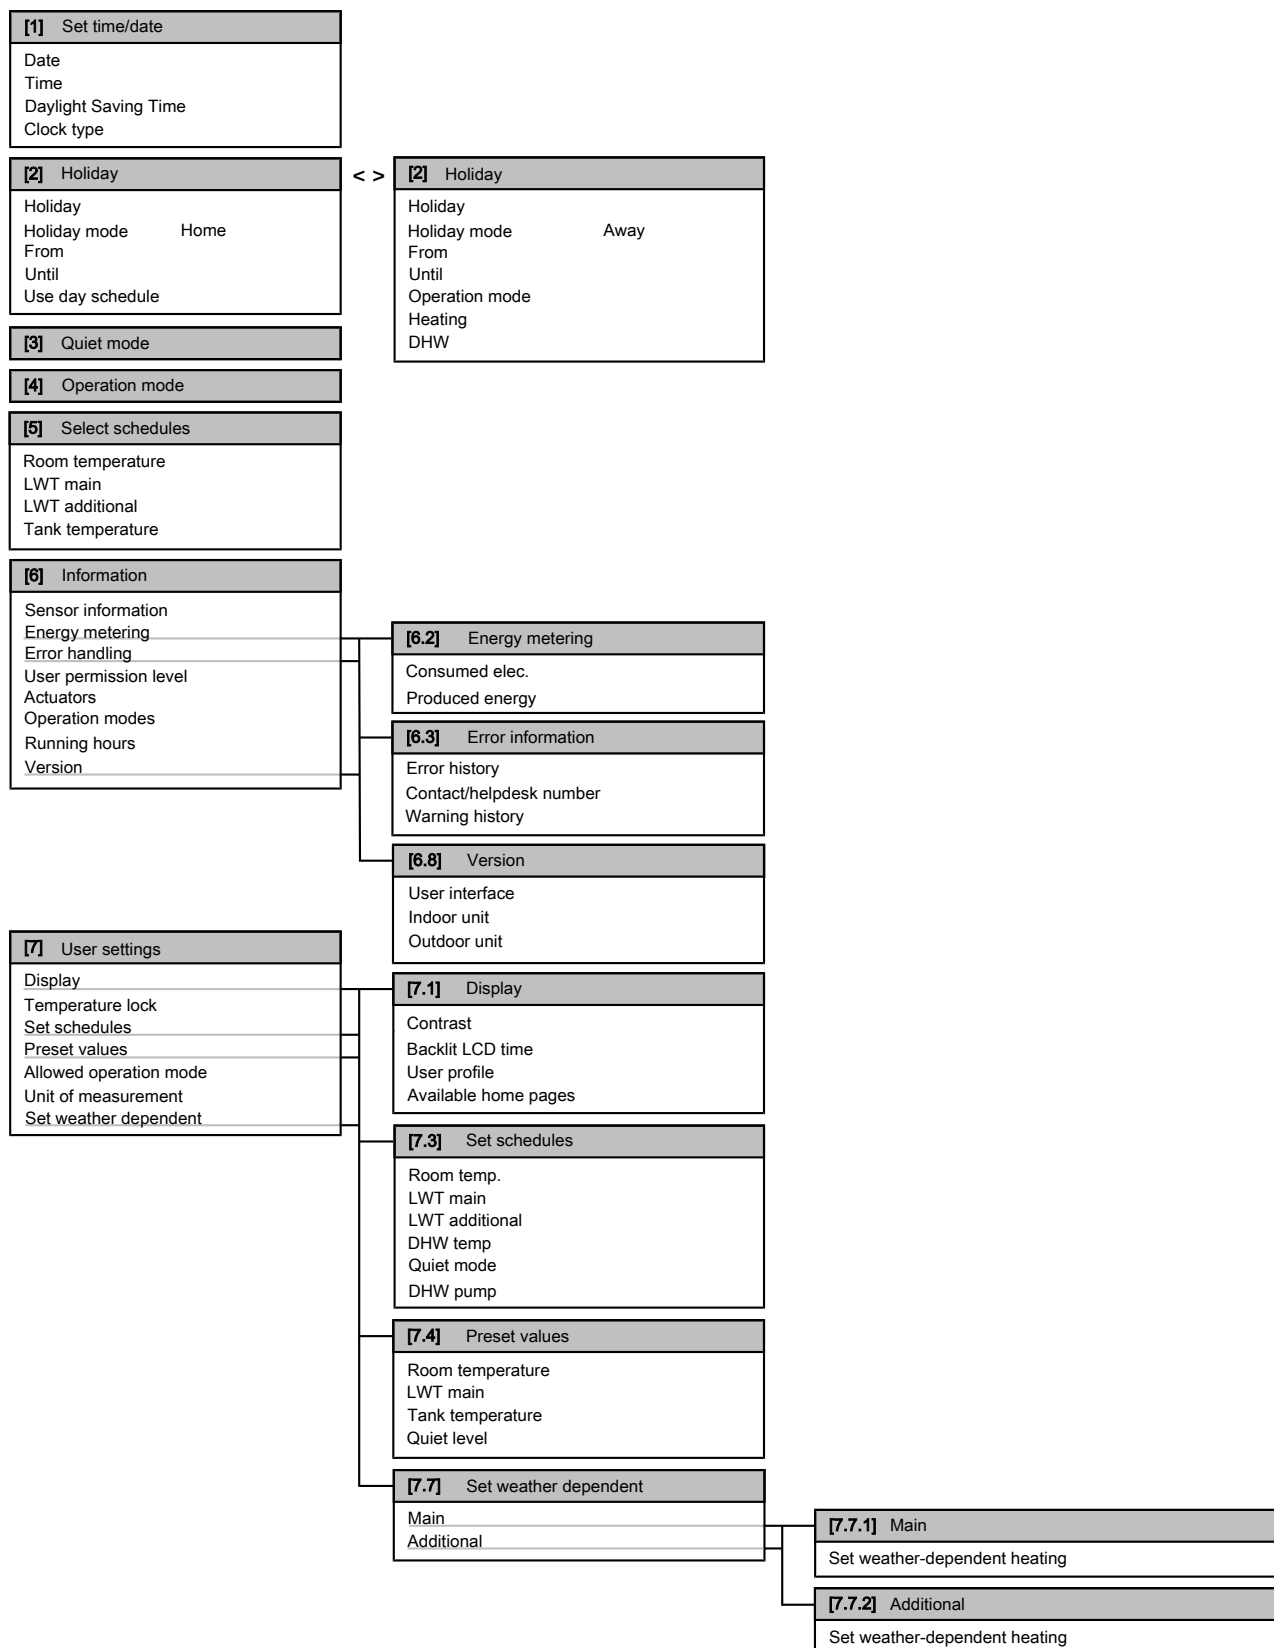 [1] Set time/date
Date
Time
Daylight Saving Time
Clock type
[2] Holiday
Holiday
Holiday mode Home
From
Until
Use day schedule
< >
[2] Holiday
Holiday
Holiday mode Away
From
Until
Operation mode
Heating
DHW
[3] Quiet mode
[4] Operation mode
[5] Select schedules
Room temperature
LWT main
LWT additional
Tank temperature
[6] Information
Sensor information
Energy metering
Error handling
User permission level
Actuators
Operation modes
Running hours
Version
[6.2] Energy metering
Consumed elec.
Produced energy
[6.3] Error information
Error history
Contact/helpdesk number
Warning history
[6.8] Version
User interface
Indoor unit
Outdoor unit
[7] User settings
Display
Temperature lock
Set schedules
Preset values
Allowed operation mode
Unit of measurement
Set weather dependent
[7.1] Display
Contrast
Backlit LCD time
User profile
Available home pages
[7.3] Set schedules
Room temp.
LWT main
LWT additional
DHW temp
Quiet mode
DHW pump
[7.4] Preset values
Room temperature
LWT main
Tank temperature
Quiet level
[7.7] Set weather dependent
Main
Additional
[7.7.1] Main
Set weather-dependent heating
[7.7.2] Additional
Set weather-dependent heating